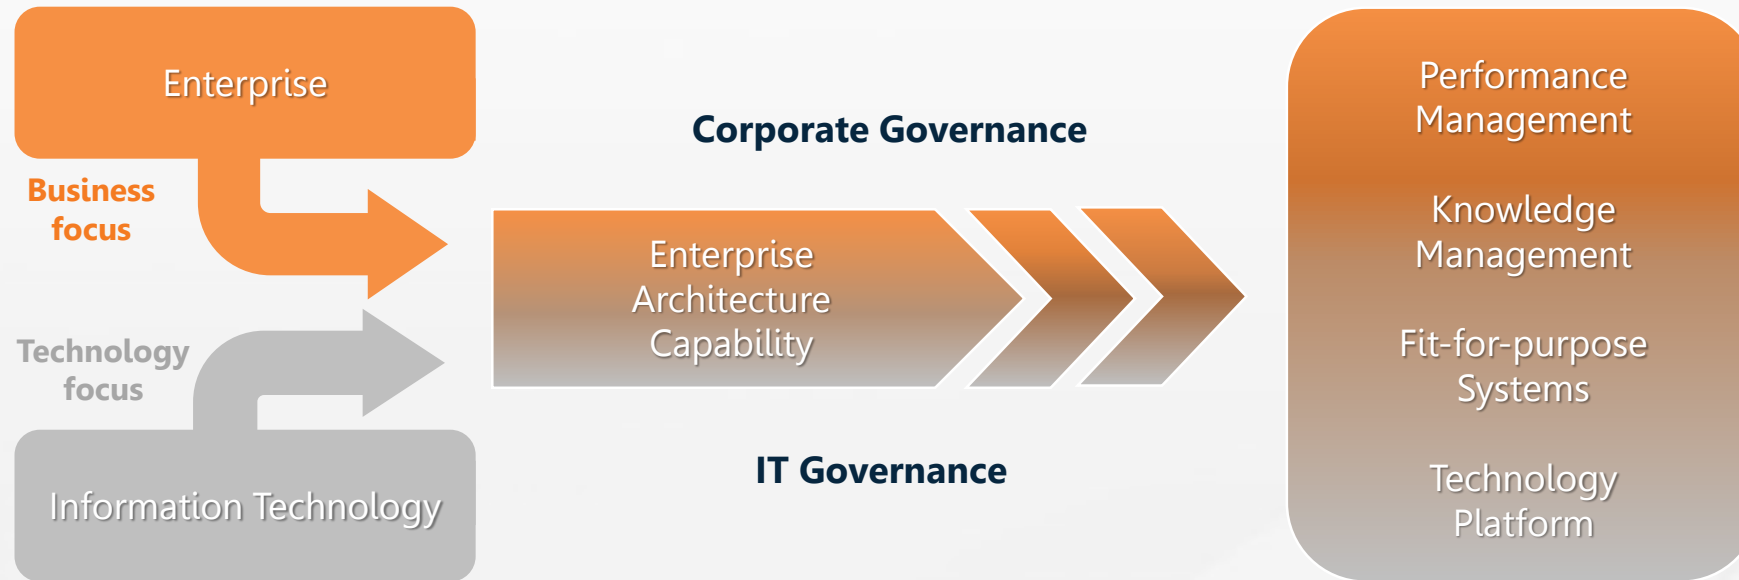 Enterprise
Business
focus
Technology
focus
Information Technology
Corporate Governance
Enterprise
Architecture
Capability
IT Governance
Performance
Management
Knowledge
Management
Fit-for-purpose
Systems
Technology
Platform